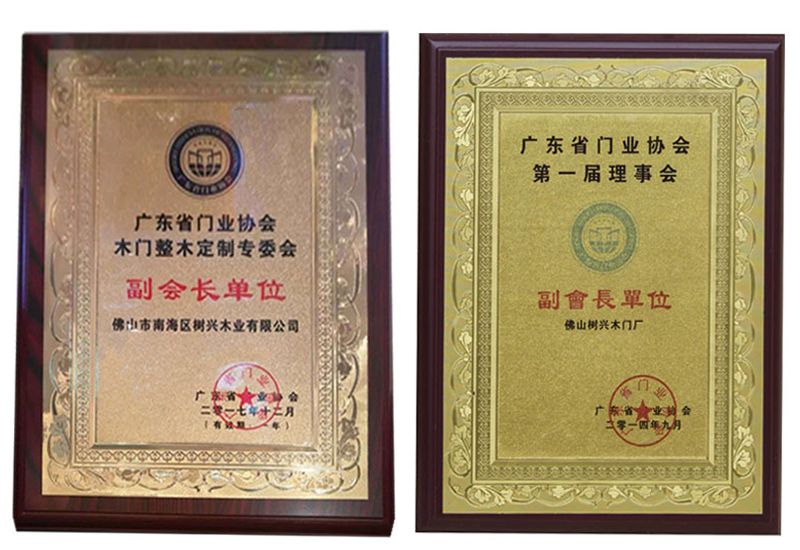 广东省门业协会
木门整木定制专委会
副会长单位
佛山市南海区树兴木业有限公司
广东省门业协会
二零一七年十二月
广东省门业协会
第一届理事会
副會長單位
佛山树兴木门厂
广东省门业协会
二零一四年九月